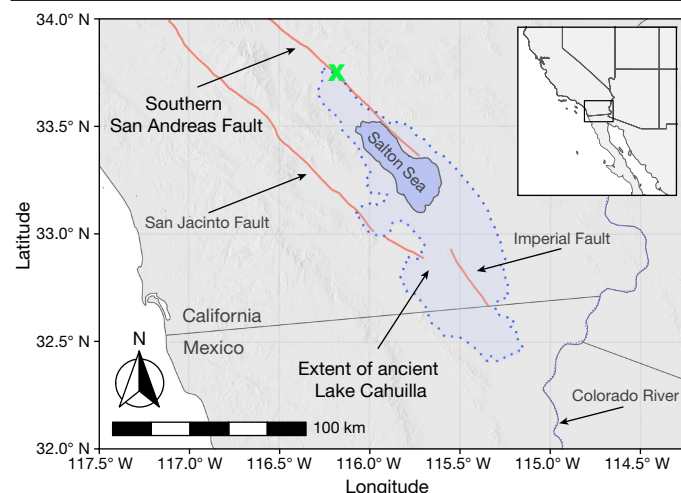 34.0° N
33.5° N
33.0° N
32.5° N
32.0° N
Latitude
X
Southern
San Andreas Fault
Salton Sea
San Jacinto Fault
Imperial Fault
California
Mexico
N
Extent of ancient
Lake Cahuilla
Colorado River
100 km
117.5° W
117.0° W
116.5° W
116.0° W
115.5° W
115.0° W
114.5° W
Longitude